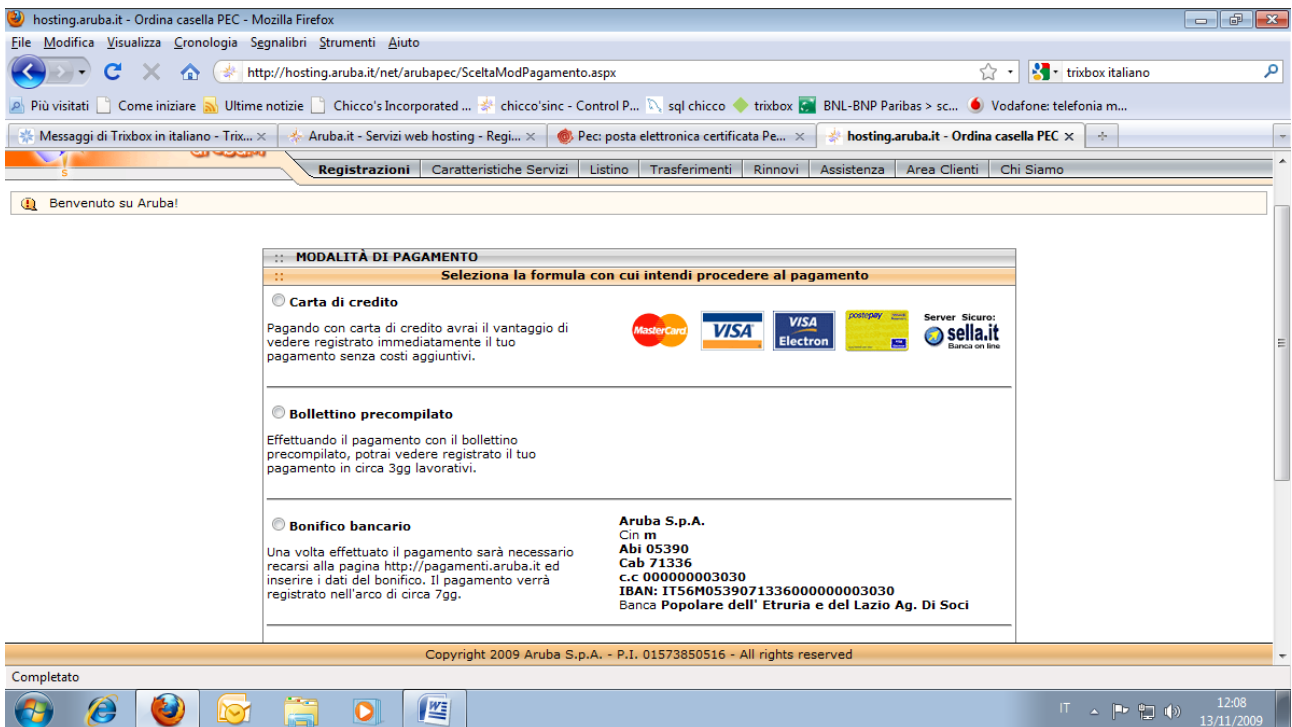 hosting.aruba.it - Ordina casella PEC - Mozilla Firefox
File Modifica Visualizza Cronologia Segnalibri Strumenti Aiuto
http://hosting.aruba.it/net/arubapec/SceltaModPagamento.aspx
trixbox italiano
Più visitati Come iniziare Ultime notizie Chicco's Incorporated ... chicco'sinc - Control P... sql chicco trixbox BNL-BNP Paribas > sc... Vodafone: telefonia m...
Messaggi di Trixbox in italiano - Trix... Aruba.it - Servizi web hosting - Regi... Pec: posta elettronica certificata Pe... hosting.aruba.it - Ordina casella PEC
Registrazioni Caratteristiche Servizi Listino Trasferimenti Rinnovi Assistenza Area Clienti Chi Siamo
Benvenuto su Aruba!
:: MODALITÀ DI PAGAMENTO
:: Seleziona la formula con cui intendi procedere al pagamento
Carta di credito
Pagando con carta di credito avrai il vantaggio di
vedere registrato immediatamente il tuo
pagamento senza costi aggiuntivi.
MasterCard VISA VISA Electron postepay
Server Sicuro:
sella.it
Banca on line
Bollettino precompilato
Effettuando il pagamento con il bollettino
precompilato, potrai vedere registrato il tuo
pagamento in circa 3gg lavorativi.
Bonifico bancario
Una volta effettuato il pagamento sarà necessario
recarsi alla pagina http://pagamenti.aruba.it ed
inserire i dati del bonifico. Il pagamento verrà
registrato nell'arco di circa 7gg.
Aruba S.p.A.
Cin m
Abi 05390
Cab 71336
c.c 000000003030
IBAN: IT56M0539071336000000003030
Banca Popolare dell' Etruria e del Lazio Ag. Di Soci
Copyright 2009 Aruba S.p.A. - P.I. 01573850516 - All rights reserved
Completato
IT
12:08
13/11/2009